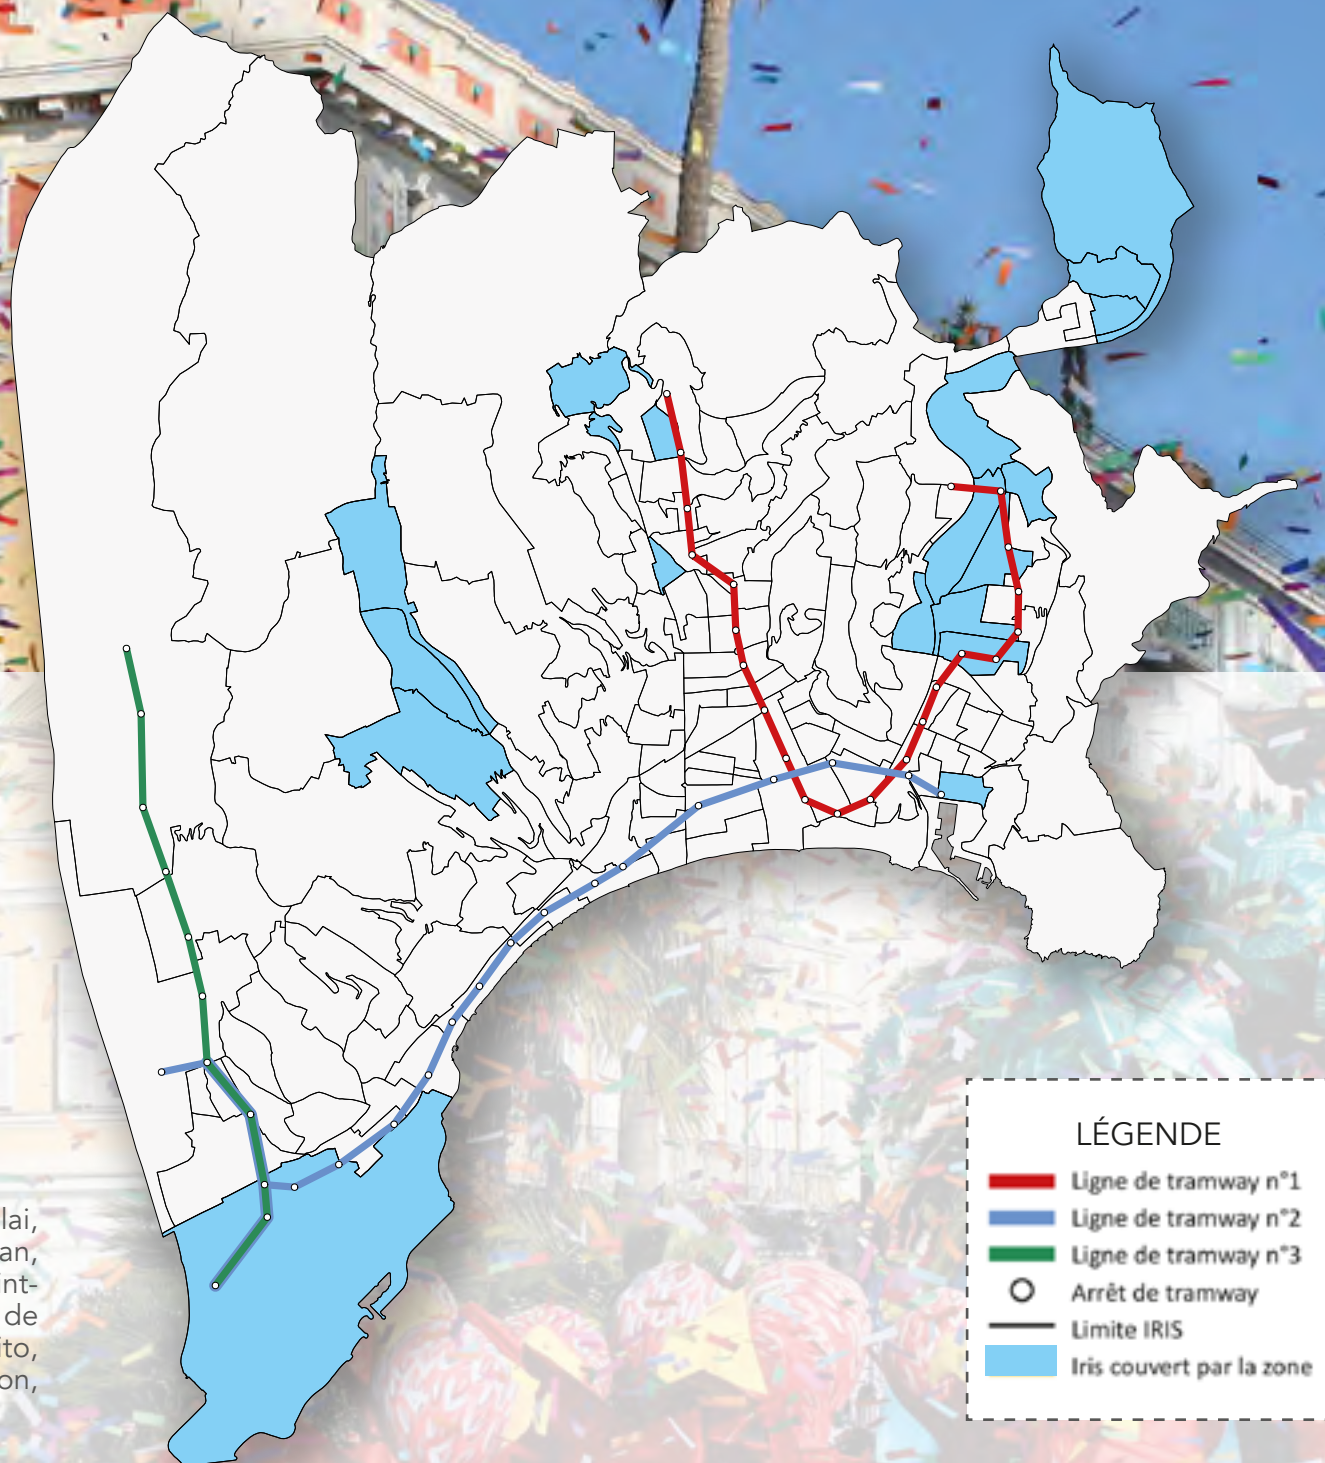 lai,
an,
int-
de
ito,
on,
LÉGENDE
Ligne de tramway n°1
Ligne de tramway n°2
Ligne de tramway n°3
Arrêt de tramway
Limite IRIS
Iris couvert par la zone